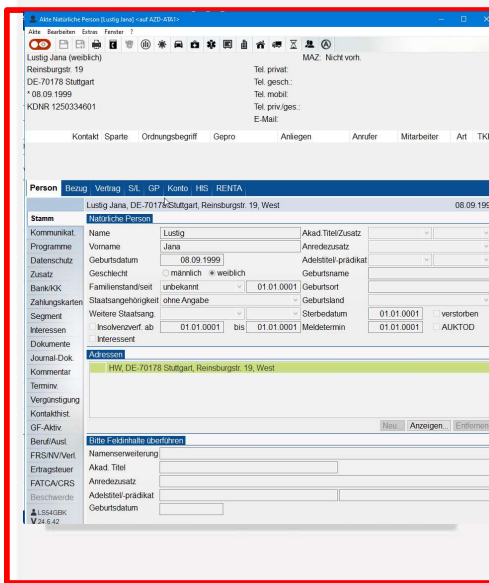 Akte Natürliche Person [Lustig Jana] <auf AZD-ATA1>
Akte Bearbeiten Extras Fenster ?
Lustig Jana (weiblich) MAZ: Nicht vorh.
Reinsburgstr. 19 Tel. privat:
DE-70178 Stuttgart Tel. gesch.:
* 08.09.1999 Tel. mobil:
KDNR 1250334601 Tel. priv./ges.:
E-Mail:
Kontakt Sparte Ordnungsbegriff Gepro Anliegen Anrufer Mitarbeiter Art TKI
Person Bezug Vertrag S/L GP Konto HIS RENTA
Lustig Jana, DE-70178 Stuttgart, Reinsburgstr. 19, West 08.09.199
Stamm Natürliche Person
Kommunikat. Name Lustig Akad.Titel/Zusatz
Programme Vorname Jana Anredezusatz
Datenschutz Geburtsdatum 08.09.1999 Adelstitel/-prädikat
Zusatz Geschlecht männlich weiblich Geburtsname
Bank/KK Familienstand/seit unbekannt 01.01.0001 Geburtsort
Zahlungskarten Staatsangehörigkeit ohne Angabe Geburtsland
Segment Weitere Staatsang. Sterbedatum 01.01.0001 verstorben
Interessen Insolvenzverf. ab 01.01.0001 bis 01.01.0001 Meldetermin 01.01.0001 AUKTOD
Dokumente Interessent
Journal-Dok. Adressen
Kommentar HW, DE-70178 Stuttgart, Reinsburgstr. 19, West
Terminv.
Vergünstigung
Kontakthist.
GF-Aktiv. Neu... Anzeigen... Entfernen
Beruf/Ausl. Bitte Feldinhalte überführen
FRS/NV/Verl. Namenserweiterung
Ertragsteuer Akad. Titel
FATCA/CRS Anredezusatz
Beschwerde Adelstitel/-prädikat
LS54GBK Geburtsdatum
V 24.6.42